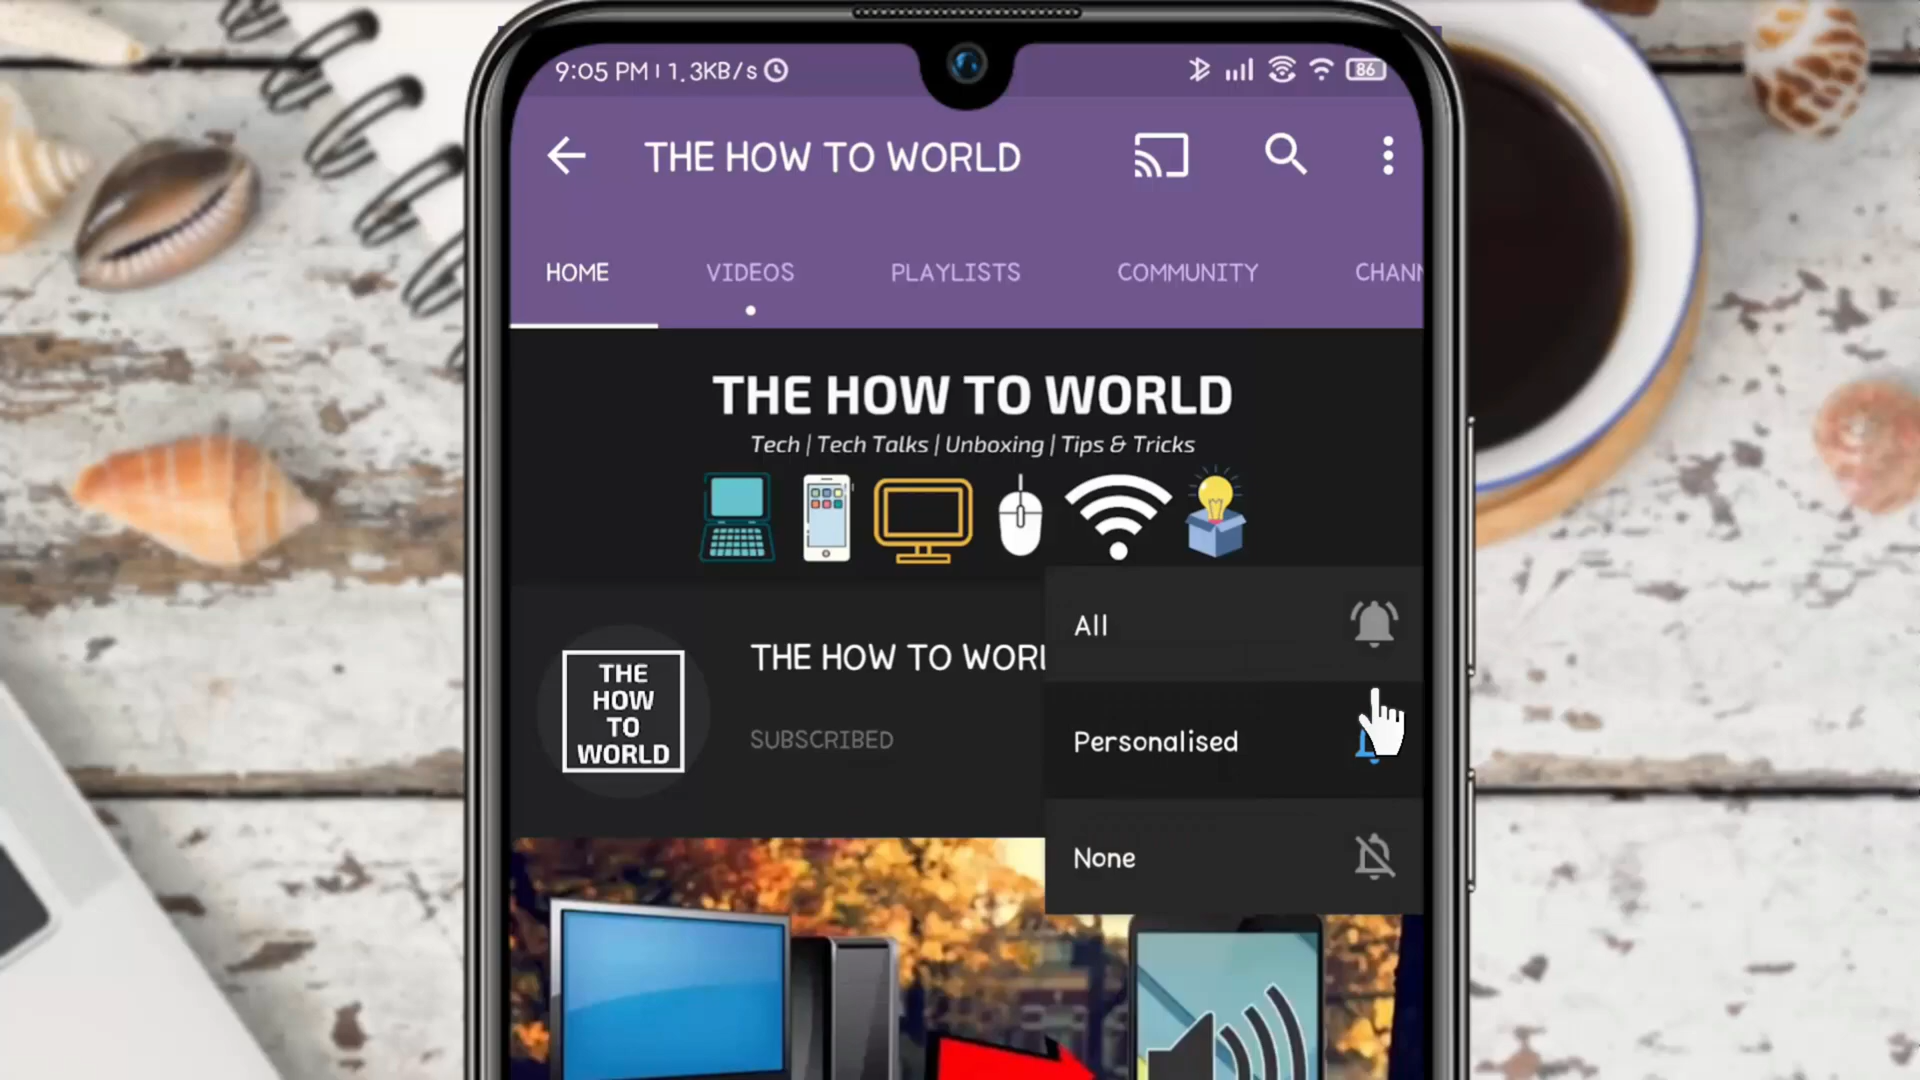 9:05 PM | 1.3KB/s
86
THE HOW TO WORLD
HOME VIDEOS PLAYLISTS COMMUNITY CHANN
THE HOW TO WORLD
Tech | Tech Talks | Unboxing | Tips & Tricks
THE HOW TO WORL
SUBSCRIBED
THE
HOW
TO
WORLD
All
Personalised
None